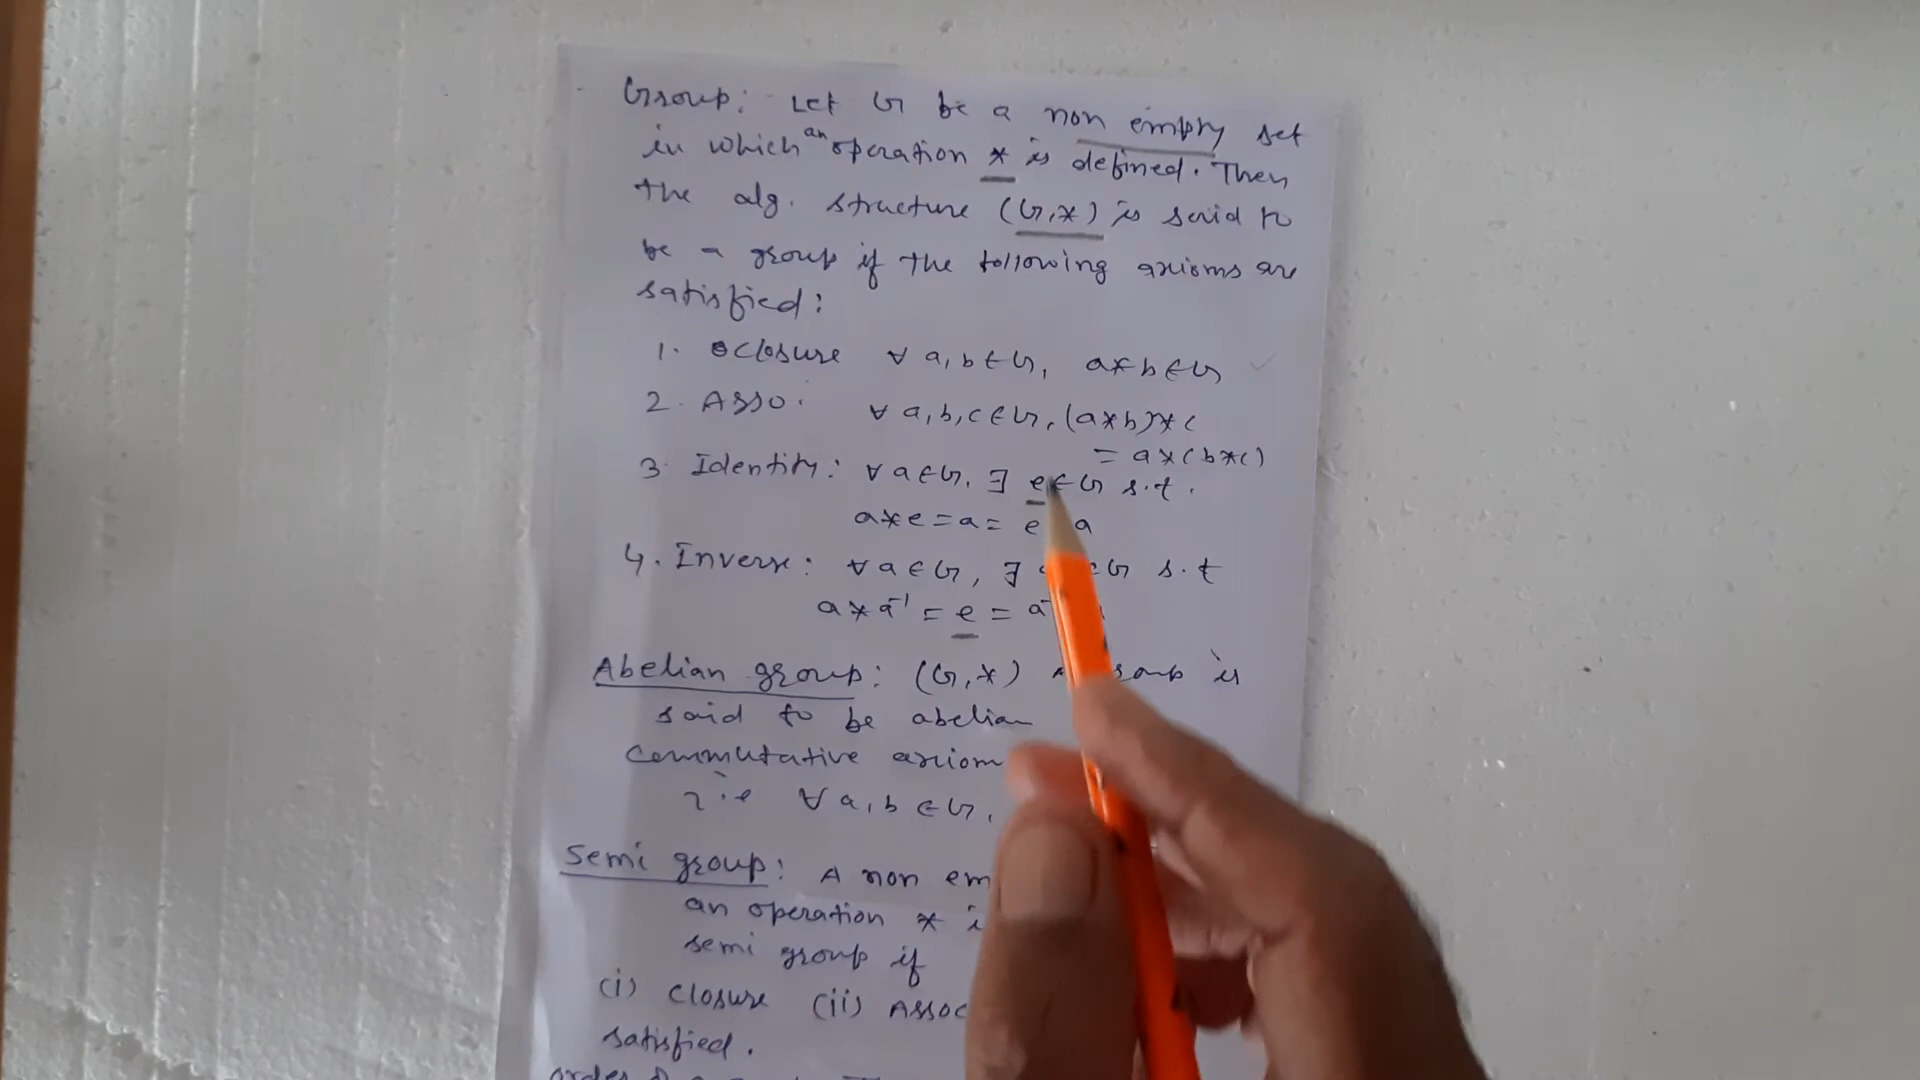 Group: Let G be a non empty set
in which an operation * is defined. Then
the alg. structure (G,*) is said to
be a group if the following axioms are
satisfied:
1. closure ∀ a,b∈G, a*b∈G
2. Asso. ∀ a,b,c∈G, (a*b)*c
= a*(b*c)
3. Identity: ∀ a∈G, ∃ e∈G s.t.
a*e=a= e a
4. Inverse: ∀ a∈G, ∃ ∈G s.t
a*a⁻¹ = e = a⁻
Abelian group: (G,*) is
said to be abelian
commutative axiom
i.e ∀ a,b ∈G,
Semi group: A non em
an operation *
semi group if
(i) closure (ii) Assoc
satisfied.
order